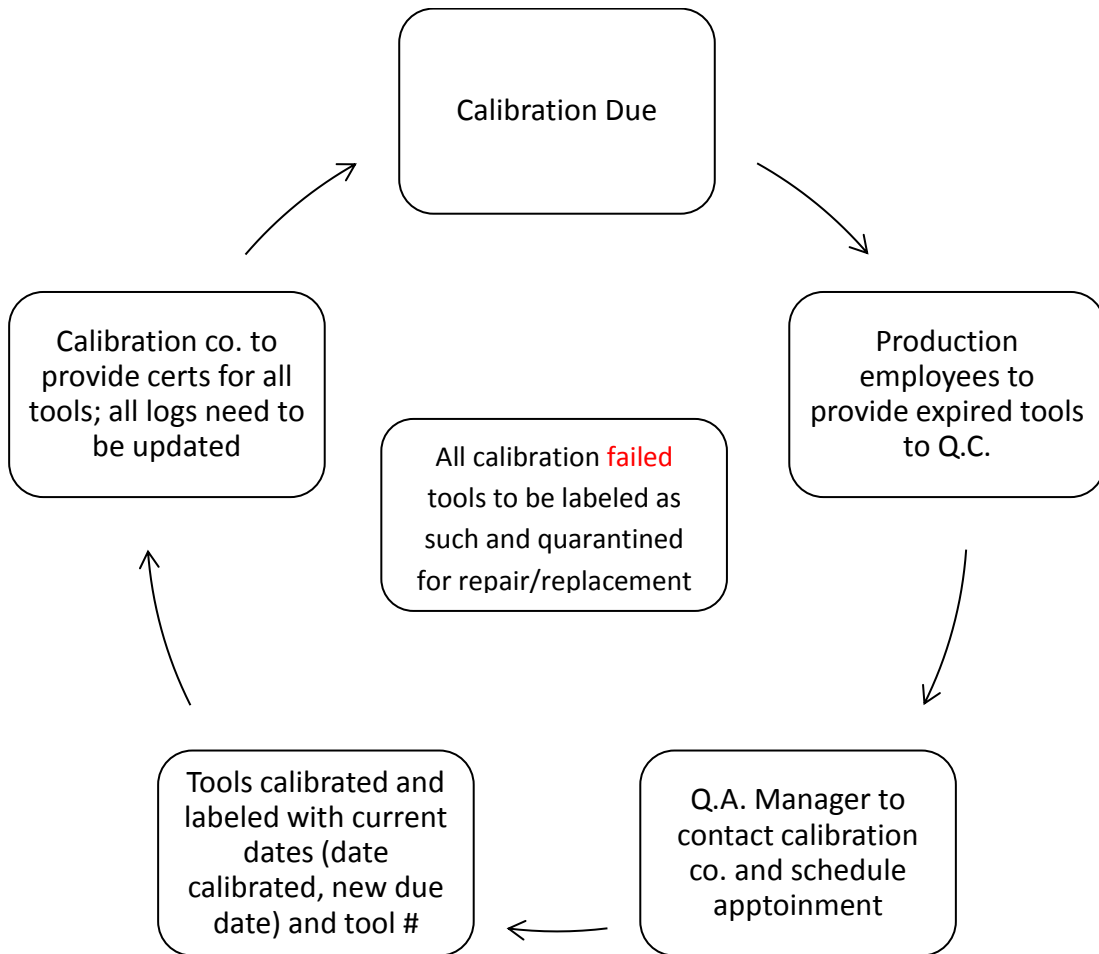 Calibration Due
Production
employees to
provide expired tools
to Q.C.
Q.A. Manager to
contact calibration
co. and schedule
apptoinment
Tools calibrated and
labeled with current
dates (date
calibrated, new due
date) and tool #
Calibration co. to
provide certs for all
tools; all logs need to
be updated
All calibration failed
tools to be labeled as
such and quarantined
for repair/replacement